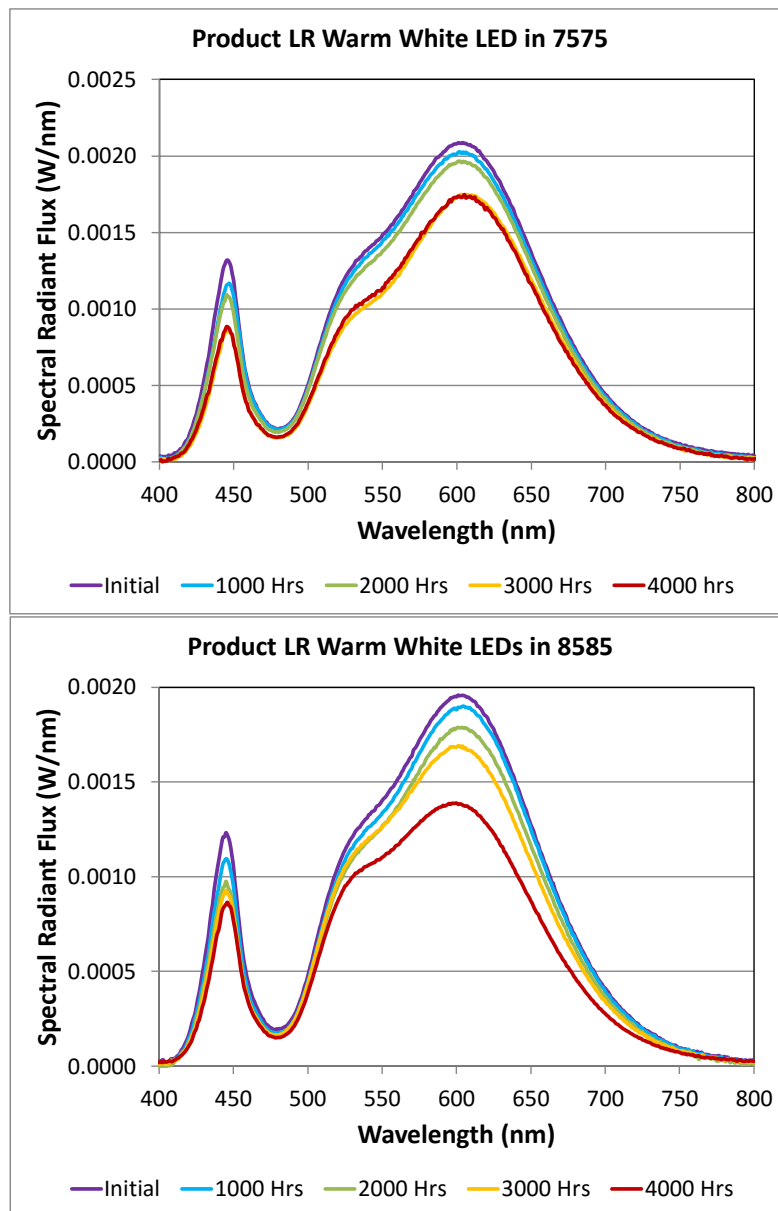 Product LR Warm White LED in 7575
Spectral Radiant Flux (W/nm)
0.0025
0.0020
0.0015
0.0010
0.0005
0.0000
400 450 500 550 600 650 700 750 800
Wavelength (nm)
Initial 1000 Hrs 2000 Hrs 3000 Hrs 4000 hrs
Product LR Warm White LEDs in 8585
Spectral Radiant Flux (W/nm)
0.0020
0.0015
0.0010
0.0005
0.0000
400 450 500 550 600 650 700 750 800
Wavelength (nm)
Initial 1000 Hrs 2000 Hrs 3000 Hrs 4000 Hrs